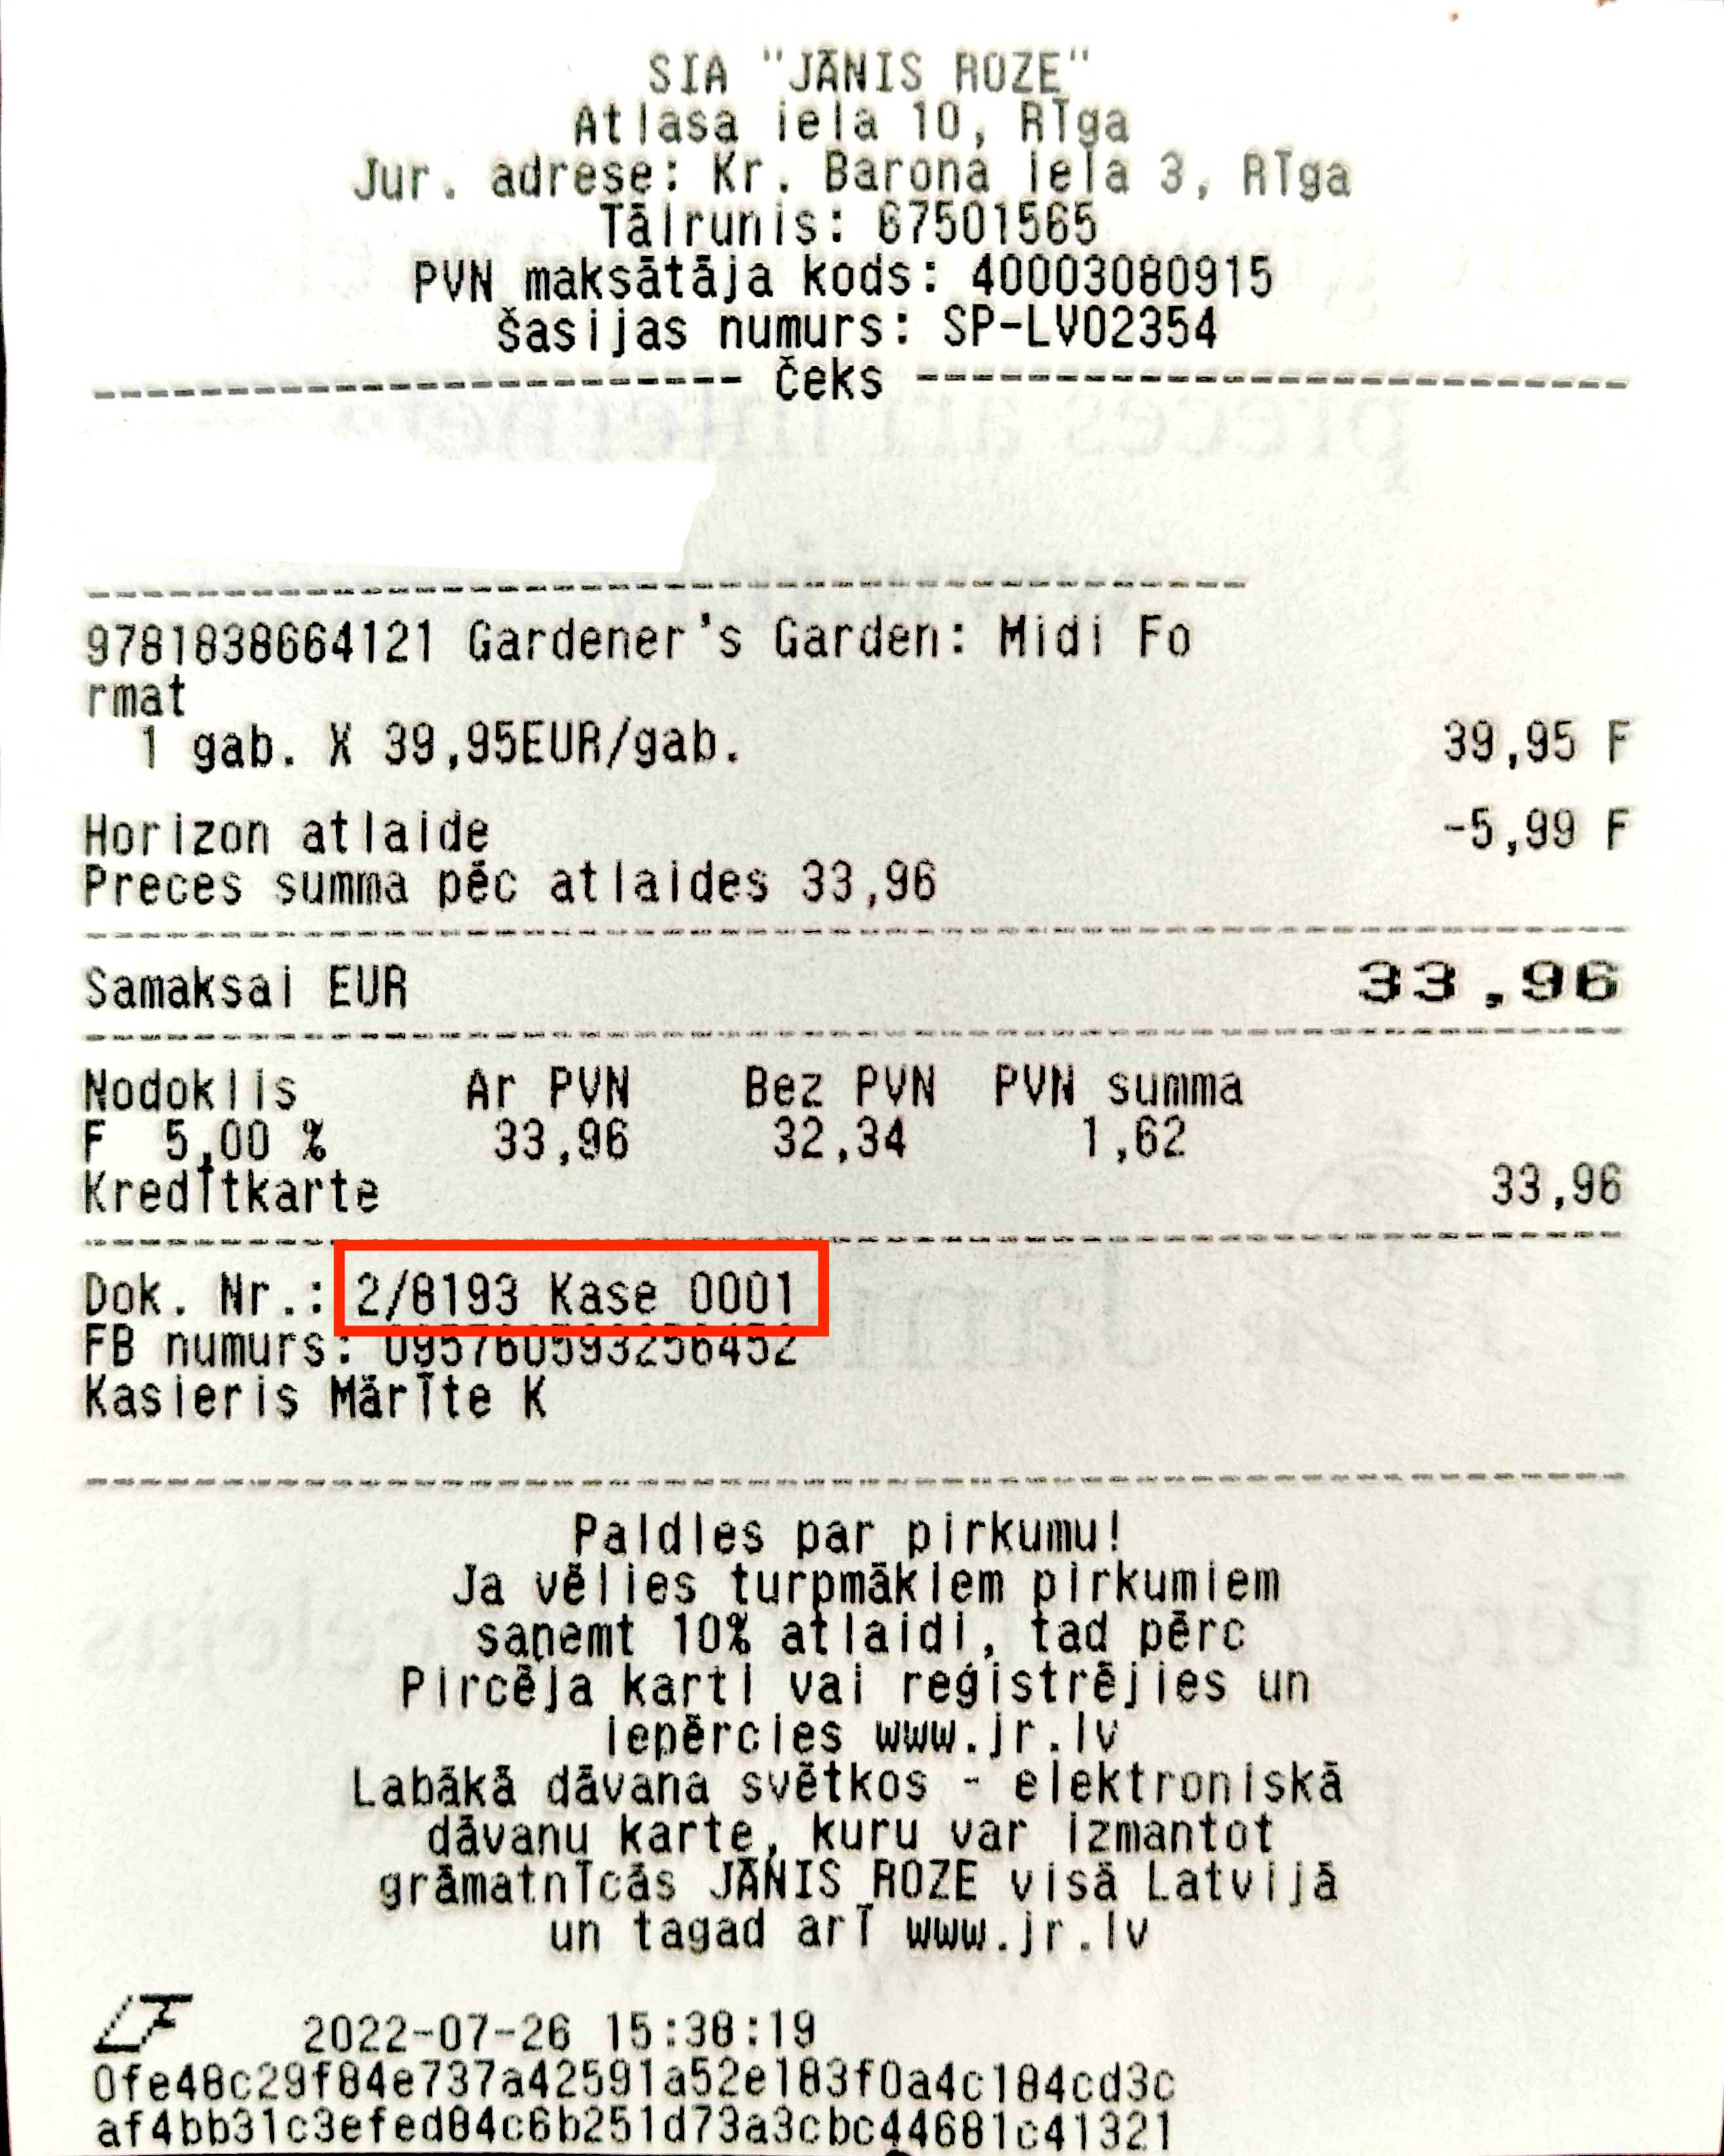 SIA "JĀNIS ROZE"
Atlasa iela 10, Rīga
Jur. adrese: Kr. Barona iela 3, Rīga
Tālrunis: 67501565
PVN maksātāja kods: 40003080915
šasijas numurs: SP-LV02354
čeks
9781838664121 Gardener's Garden: Midi Fo
rmat
1 gab. X 39,95EUR/gab. 39,95 F
Horizon atlaide -5,99 F
Preces summa pēc atlaides 33,96
Samaksai EUR 33,96
Nodoklis Ar PVN Bez PVN PVN summa
F 5,00 % 33,96 32,34 1,62
Kredītkarte 33,96
Dok. Nr.: 2/8193 Kase 0001
FB numurs: 0957605593256452
Kasieris Mārīte K
Paldies par pirkumu!
Ja vēlies turpmākiem pirkumiem
saņemt 10% atlaidi, tad pērc
Pircēja karti vai reģistrējies un
iepērcies www.jr.lv
Labākā dāvana svētkos - elektroniskā
dāvanu karte, kuru var izmantot
grāmatnīcās JĀNIS ROZE visā Latvijā
un tagad arī www.jr.lv
2022-07-26 15:38:19
0fe48c29f84e737a42591a52e183f0a4c184cd3c
af4bb31c3efed84c6b251d73a3cbc44681c41321